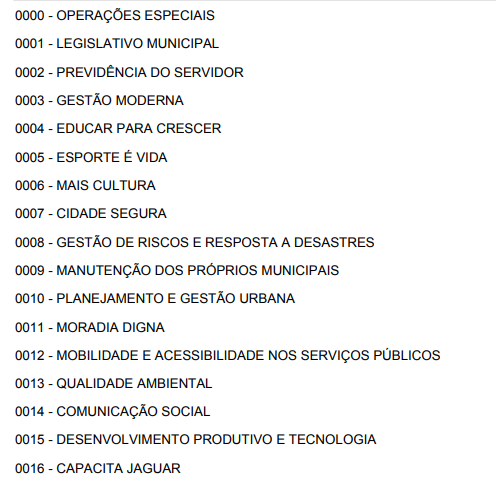 0000 - OPERAÇÕES ESPECIAIS
0001 - LEGISLATIVO MUNICIPAL
0002 - PREVIDÊNCIA DO SERVIDOR
0003 - GESTÃO MODERNA
0004 - EDUCAR PARA CRESCER
0005 - ESPORTE É VIDA
0006 - MAIS CULTURA
0007 - CIDADE SEGURA
0008 - GESTÃO DE RISCOS E RESPOSTA A DESASTRES
0009 - MANUTENÇÃO DOS PRÓPRIOS MUNICIPAIS
0010 - PLANEJAMENTO E GESTÃO URBANA
0011 - MORADIA DIGNA
0012 - MOBILIDADE E ACESSIBILIDADE NOS SERVIÇOS PÚBLICOS
0013 - QUALIDADE AMBIENTAL
0014 - COMUNICAÇÃO SOCIAL
0015 - DESENVOLVIMENTO PRODUTIVO E TECNOLOGIA
0016 - CAPACITA JAGUAR